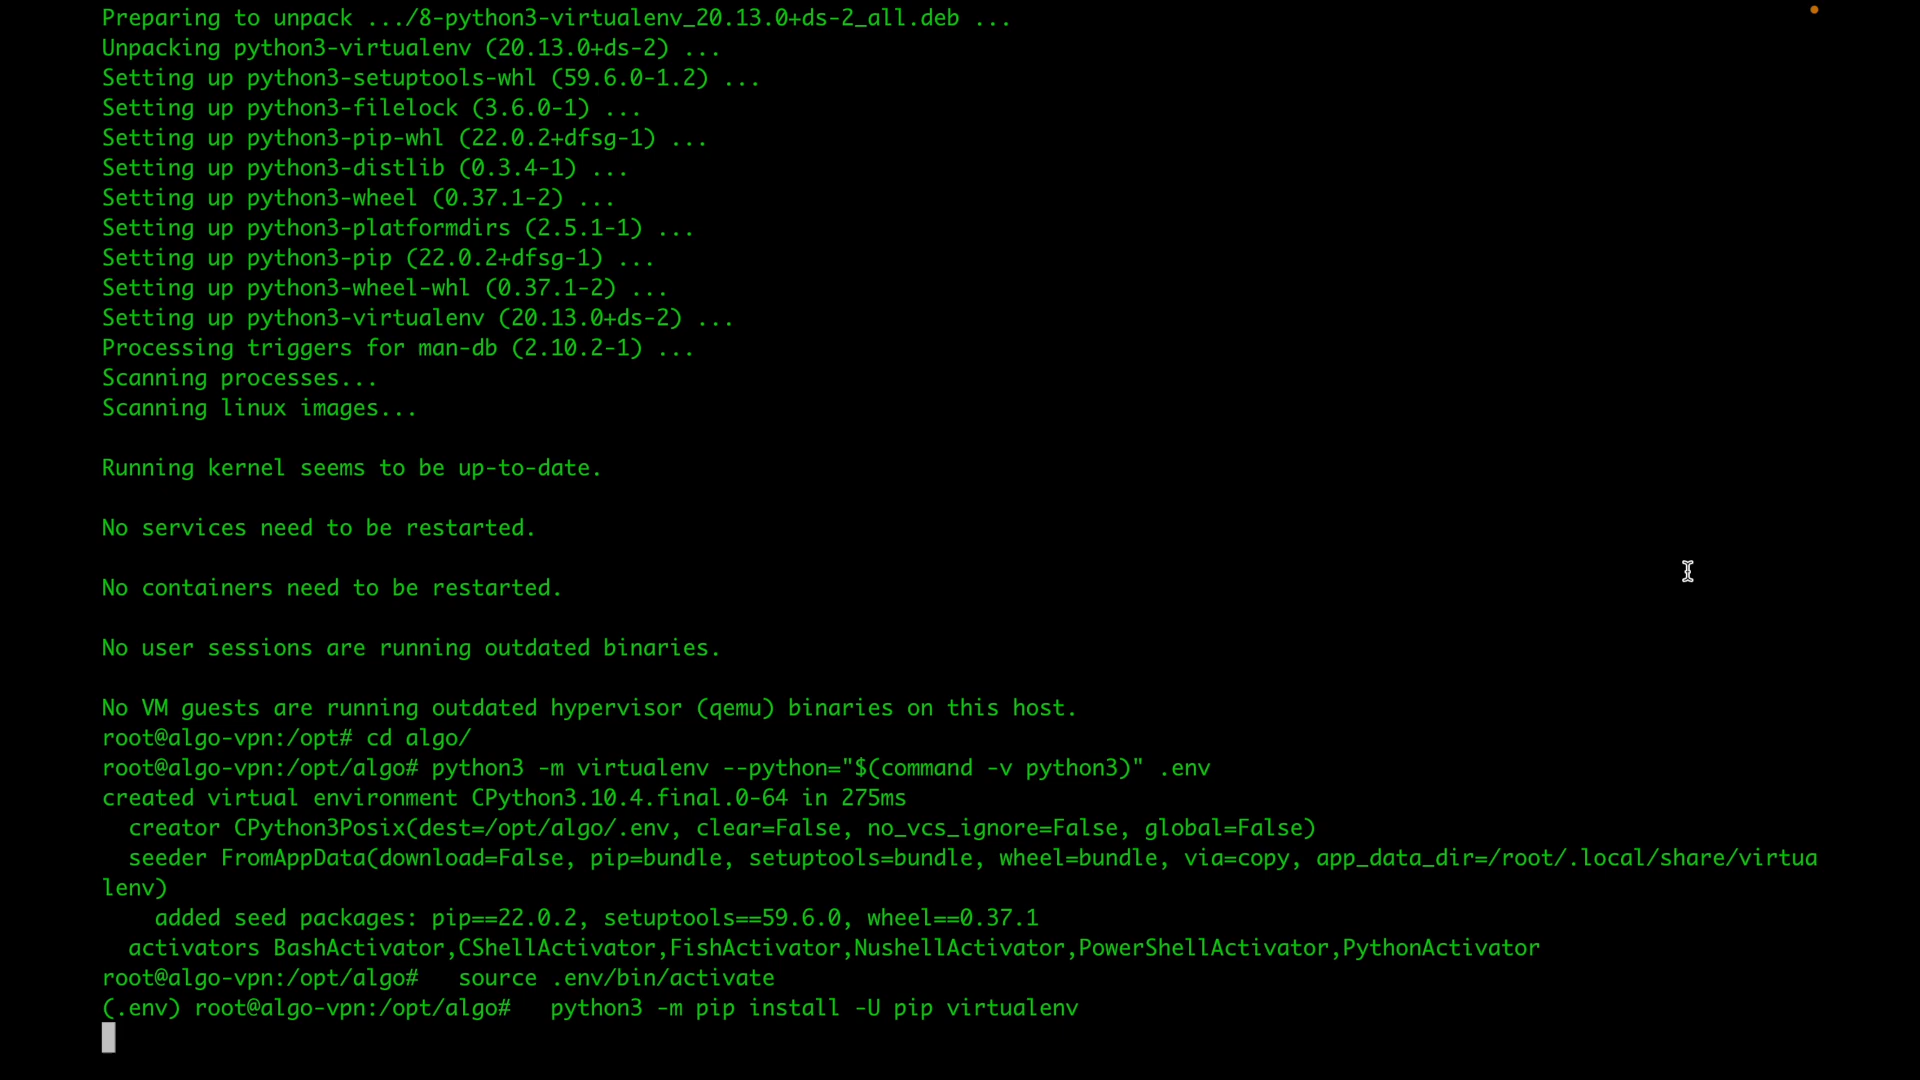 Preparing to unpack .../8-python3-virtualenv_20.13.0+ds-2_all.deb ...
Unpacking python3-virtualenv (20.13.0+ds-2) ...
Setting up python3-setuptools-whl (59.6.0-1.2) ...
Setting up python3-filelock (3.6.0-1) ...
Setting up python3-pip-whl (22.0.2+dfsg-1) ...
Setting up python3-distlib (0.3.4-1) ...
Setting up python3-wheel (0.37.1-2) ...
Setting up python3-platformdirs (2.5.1-1) ...
Setting up python3-pip (22.0.2+dfsg-1) ...
Setting up python3-wheel-whl (0.37.1-2) ...
Setting up python3-virtualenv (20.13.0+ds-2) ...
Processing triggers for man-db (2.10.2-1) ...
Scanning processes...
Scanning linux images...
Running kernel seems to be up-to-date.
No services need to be restarted.
No containers need to be restarted.
No user sessions are running outdated binaries.
No VM guests are running outdated hypervisor (qemu) binaries on this host.
root@algo-vpn:/opt# cd algo/
root@algo-vpn:/opt/algo# python3 -m virtualenv --python="$(command -v python3)" .env
created virtual environment CPython3.10.4.final.0-64 in 275ms
  creator CPython3Posix(dest=/opt/algo/.env, clear=False, no_vcs_ignore=False, global=False)
  seeder FromAppData(download=False, pip=bundle, setuptools=bundle, wheel=bundle, via=copy, app_data_dir=/root/.local/share/virtua
lenv)
    added seed packages: pip==22.0.2, setuptools==59.6.0, wheel==0.37.1
  activators BashActivator,CShellActivator,FishActivator,NushellActivator,PowerShellActivator,PythonActivator
root@algo-vpn:/opt/algo#   source .env/bin/activate
(.env) root@algo-vpn:/opt/algo#   python3 -m pip install -U pip virtualenv